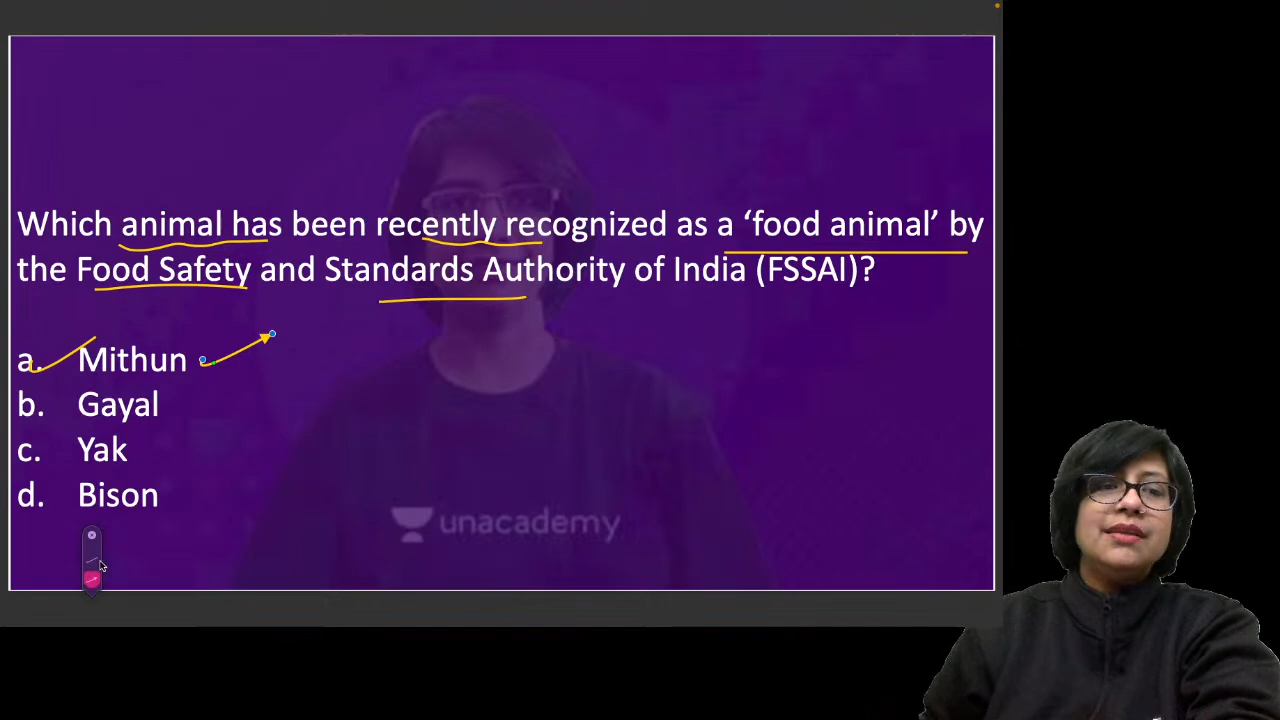 Which animal has been recently recognized as a ‘food animal’ by
the Food Safety and Standards Authority of India (FSSAI)?
a. Mithun
b. Gayal
c. Yak
d. Bison
unacademy